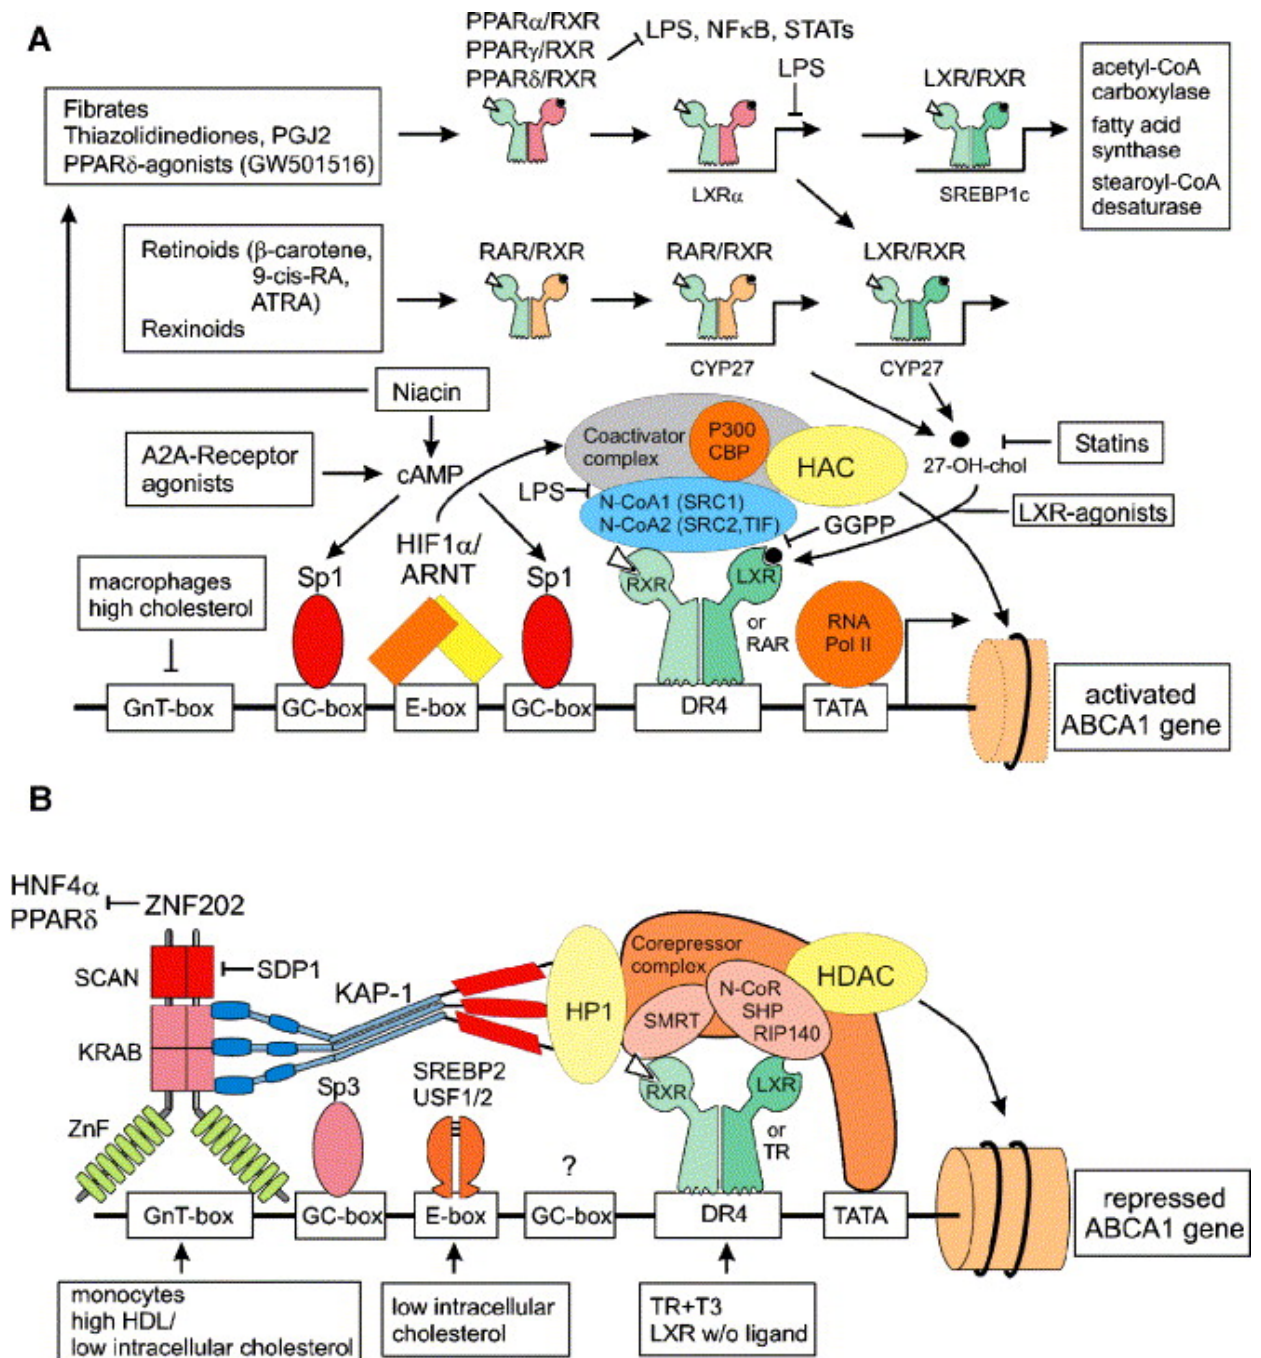 A
PPARα/RXR
PPARγ/RXR
PPARδ/RXR
LPS, NFκB, STATs
LPS
LXR/RXR
acetyl-CoA
carboxylase
fatty acid
synthase
stearoyl-CoA
desaturase
Fibrates
Thiazolidinediones, PGJ2
PPARδ-agonists (GW501516)
LXRα
SREBP1c
Retinoids (β-carotene,
9-cis-RA,
ATRA)
Rexinoids
RAR/RXR
RAR/RXR
LXR/RXR
CYP27
CYP27
Niacin
A2A-Receptor
agonists
cAMP
Coactivator
complex
P300
CBP
HAC
27-OH-chol
Statins
LPS
N-CoA1 (SRC1)
N-CoA2 (SRC2,TIF)
GGPP
LXR-agonists
HIF1α/
ARNT
macrophages
high cholesterol
Sp1
Sp1
RXR
LXR
or
RAR
RNA
Pol II
GnT-box
GC-box
E-box
GC-box
DR4
TATA
activated
ABCA1 gene
B
HNF4α
PPARδ
ZNF202
SCAN
SDP1
KAP-1
KRAB
HP1
Corepressor
complex
HDAC
N-CoR
SHP
RIP140
SMRT
ZnF
Sp3
SREBP2
USF1/2
RXR
LXR
or
TR
?
GnT-box
GC-box
E-box
GC-box
DR4
TATA
repressed
ABCA1 gene
monocytes
high HDL/
low intracellular cholesterol
low intracellular
cholesterol
TR+T3
LXR w/o ligand